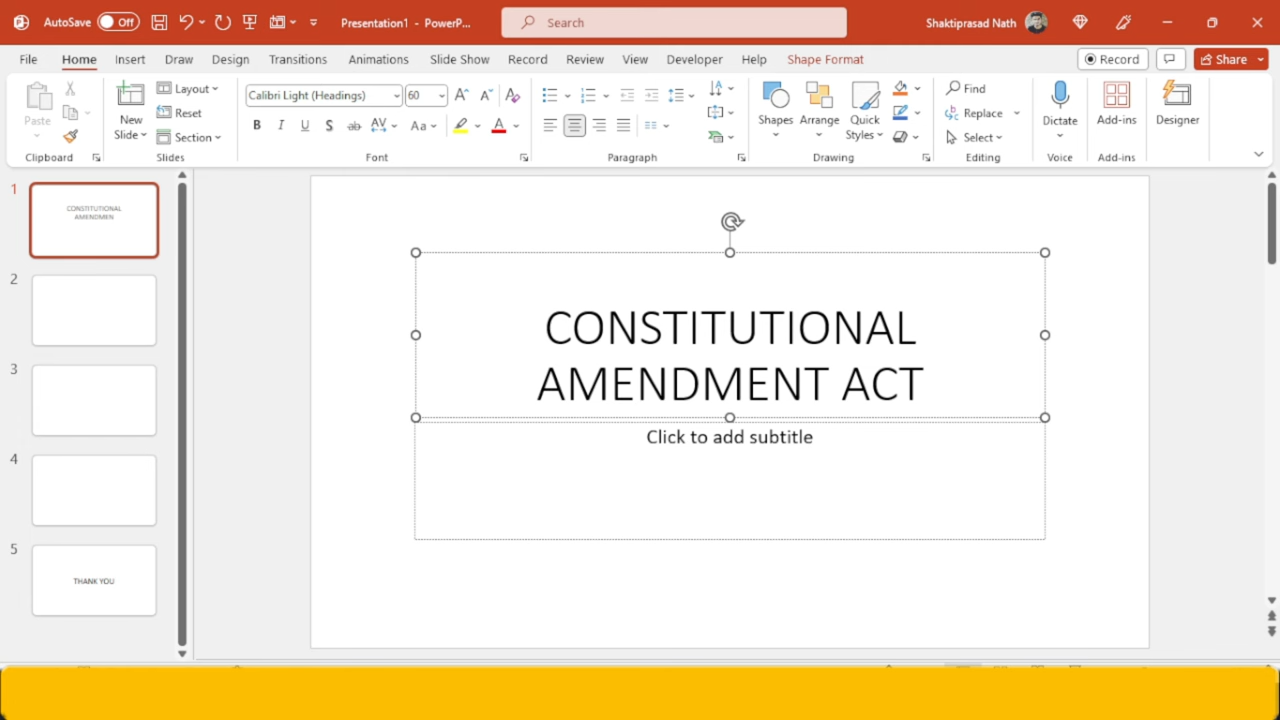 AutoSave Off Presentation1 - PowerP... Search Shaktiprasad Nath
File Home Insert Draw Design Transitions Animations Slide Show Record Review View Developer Help Shape Format Record Share
Paste
Clipboard
New
Slide
Layout
Reset
Section
Slides
Calibri Light (Headings) 60
B I U S ab AV Aa A
Font
Paragraph
Shapes
Arrange
Quick
Styles
Drawing
Find
Replace
Select
Editing
Dictate
Voice
Add-ins
Add-ins
Designer
1
CONSTITUTIONAL
AMENDMEN
2
3
4
5
THANK YOU
CONSTITUTIONAL
AMENDMENT ACT
Click to add subtitle